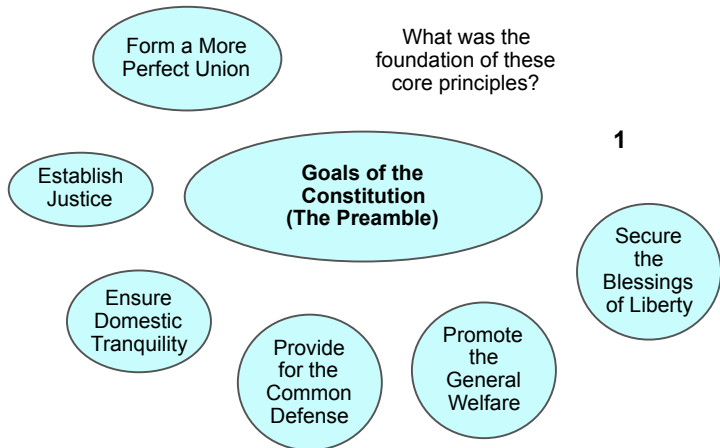 Form a More
Perfect Union
What was the
foundation of these
core principles?
1
Goals of the
Constitution
(The Preamble)
Establish
Justice
Secure
the
Blessings
of Liberty
Ensure
Domestic
Tranquility
Provide
for the
Common
Defense
Promote
the
General
Welfare